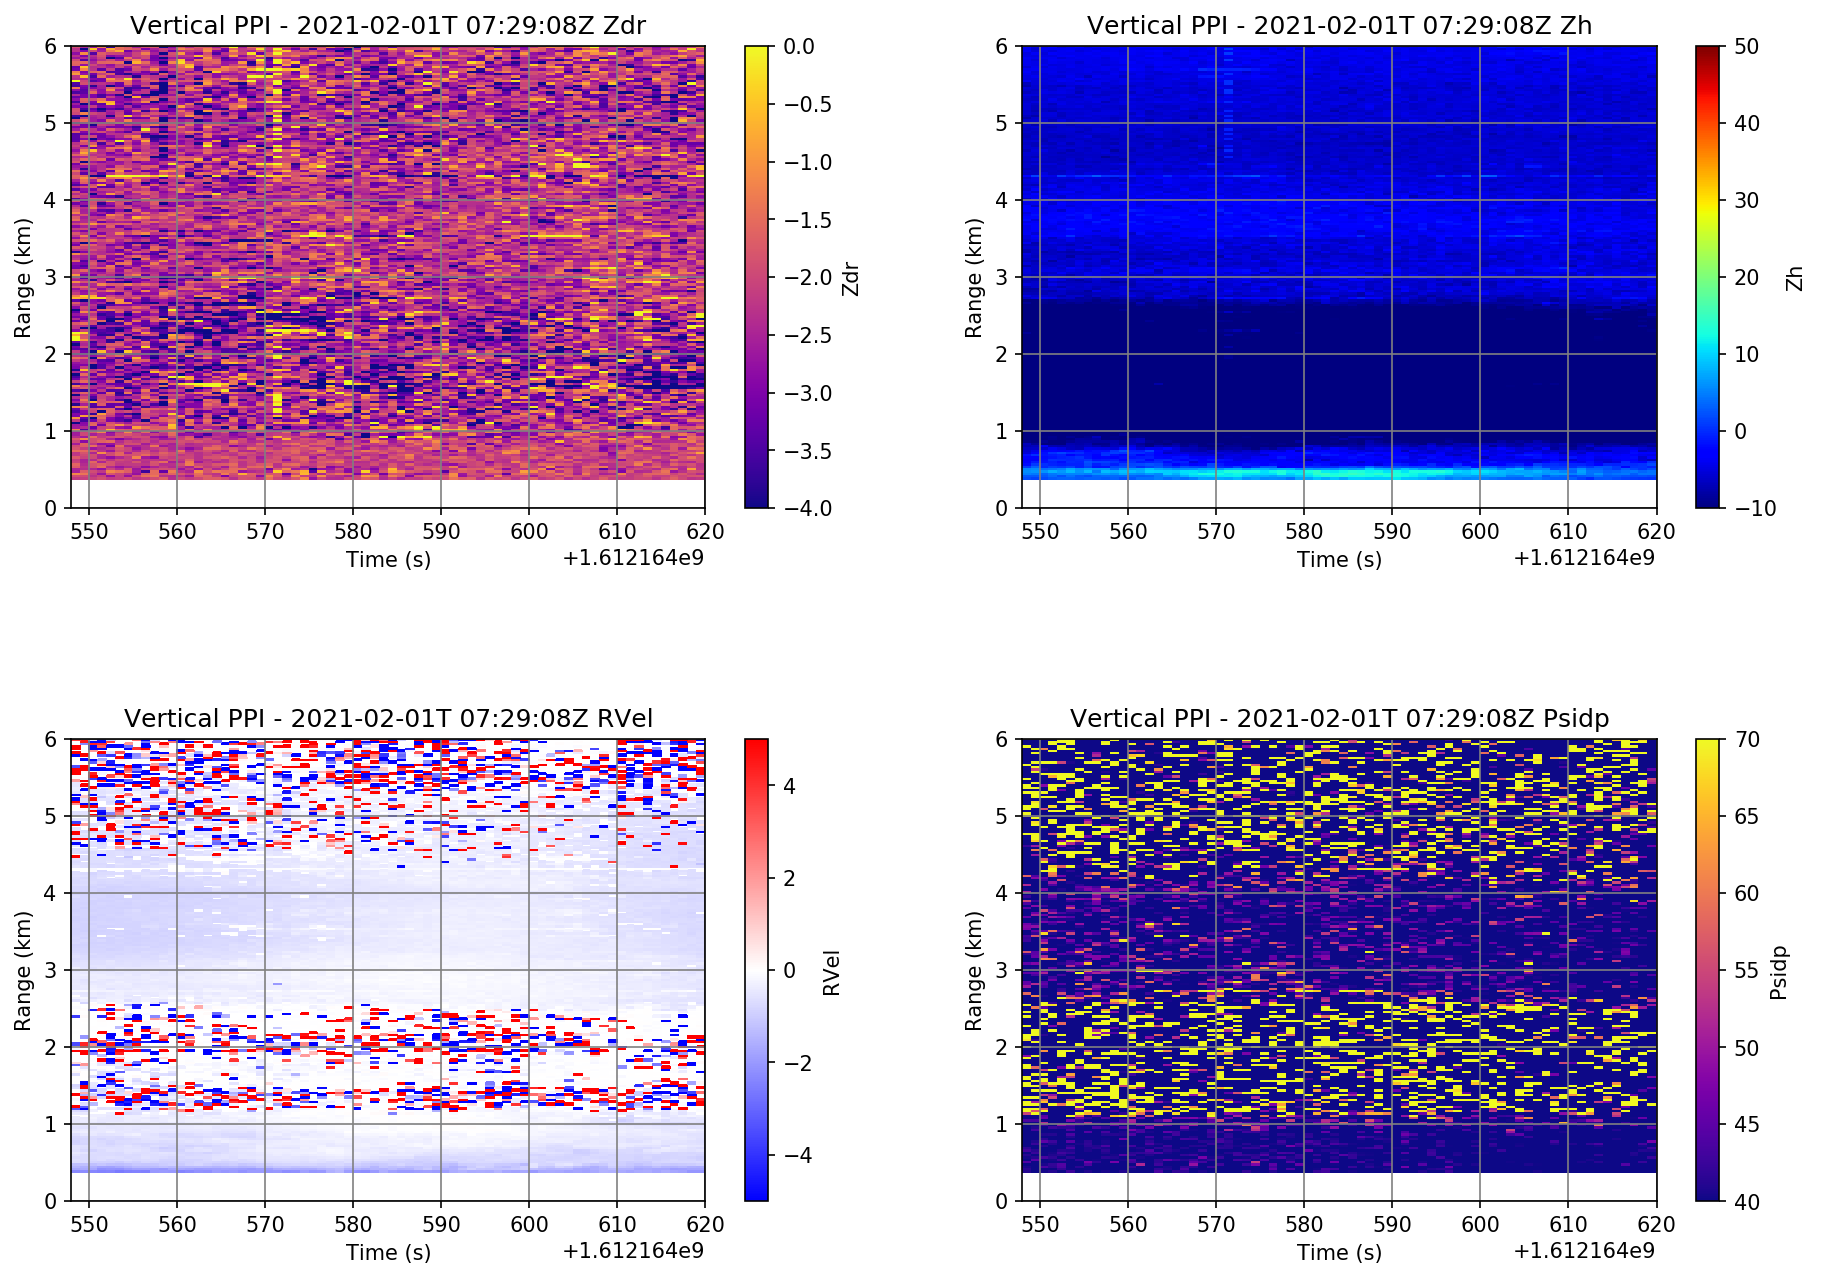 Vertical PPI - 2021-02-01T 07:29:08Z Zdr
6
5
4
3
2
1
0
Range (km)
550 560 570 580 590 600 610 620
Time (s)
+1.612164e9
0.0
−0.5
−1.0
−1.5
−2.0
−2.5
−3.0
−3.5
−4.0
Zdr
Vertical PPI - 2021-02-01T 07:29:08Z Zh
6
5
4
3
2
1
0
Range (km)
550 560 570 580 590 600 610 620
Time (s)
+1.612164e9
50
40
30
20
10
0
−10
Zh
Vertical PPI - 2021-02-01T 07:29:08Z RVel
6
5
4
3
2
1
0
Range (km)
550 560 570 580 590 600 610 620
Time (s)
+1.612164e9
4
2
0
−2
−4
RVel
Vertical PPI - 2021-02-01T 07:29:08Z Psidp
6
5
4
3
2
1
0
Range (km)
550 560 570 580 590 600 610 620
Time (s)
+1.612164e9
70
65
60
55
50
45
40
Psidp